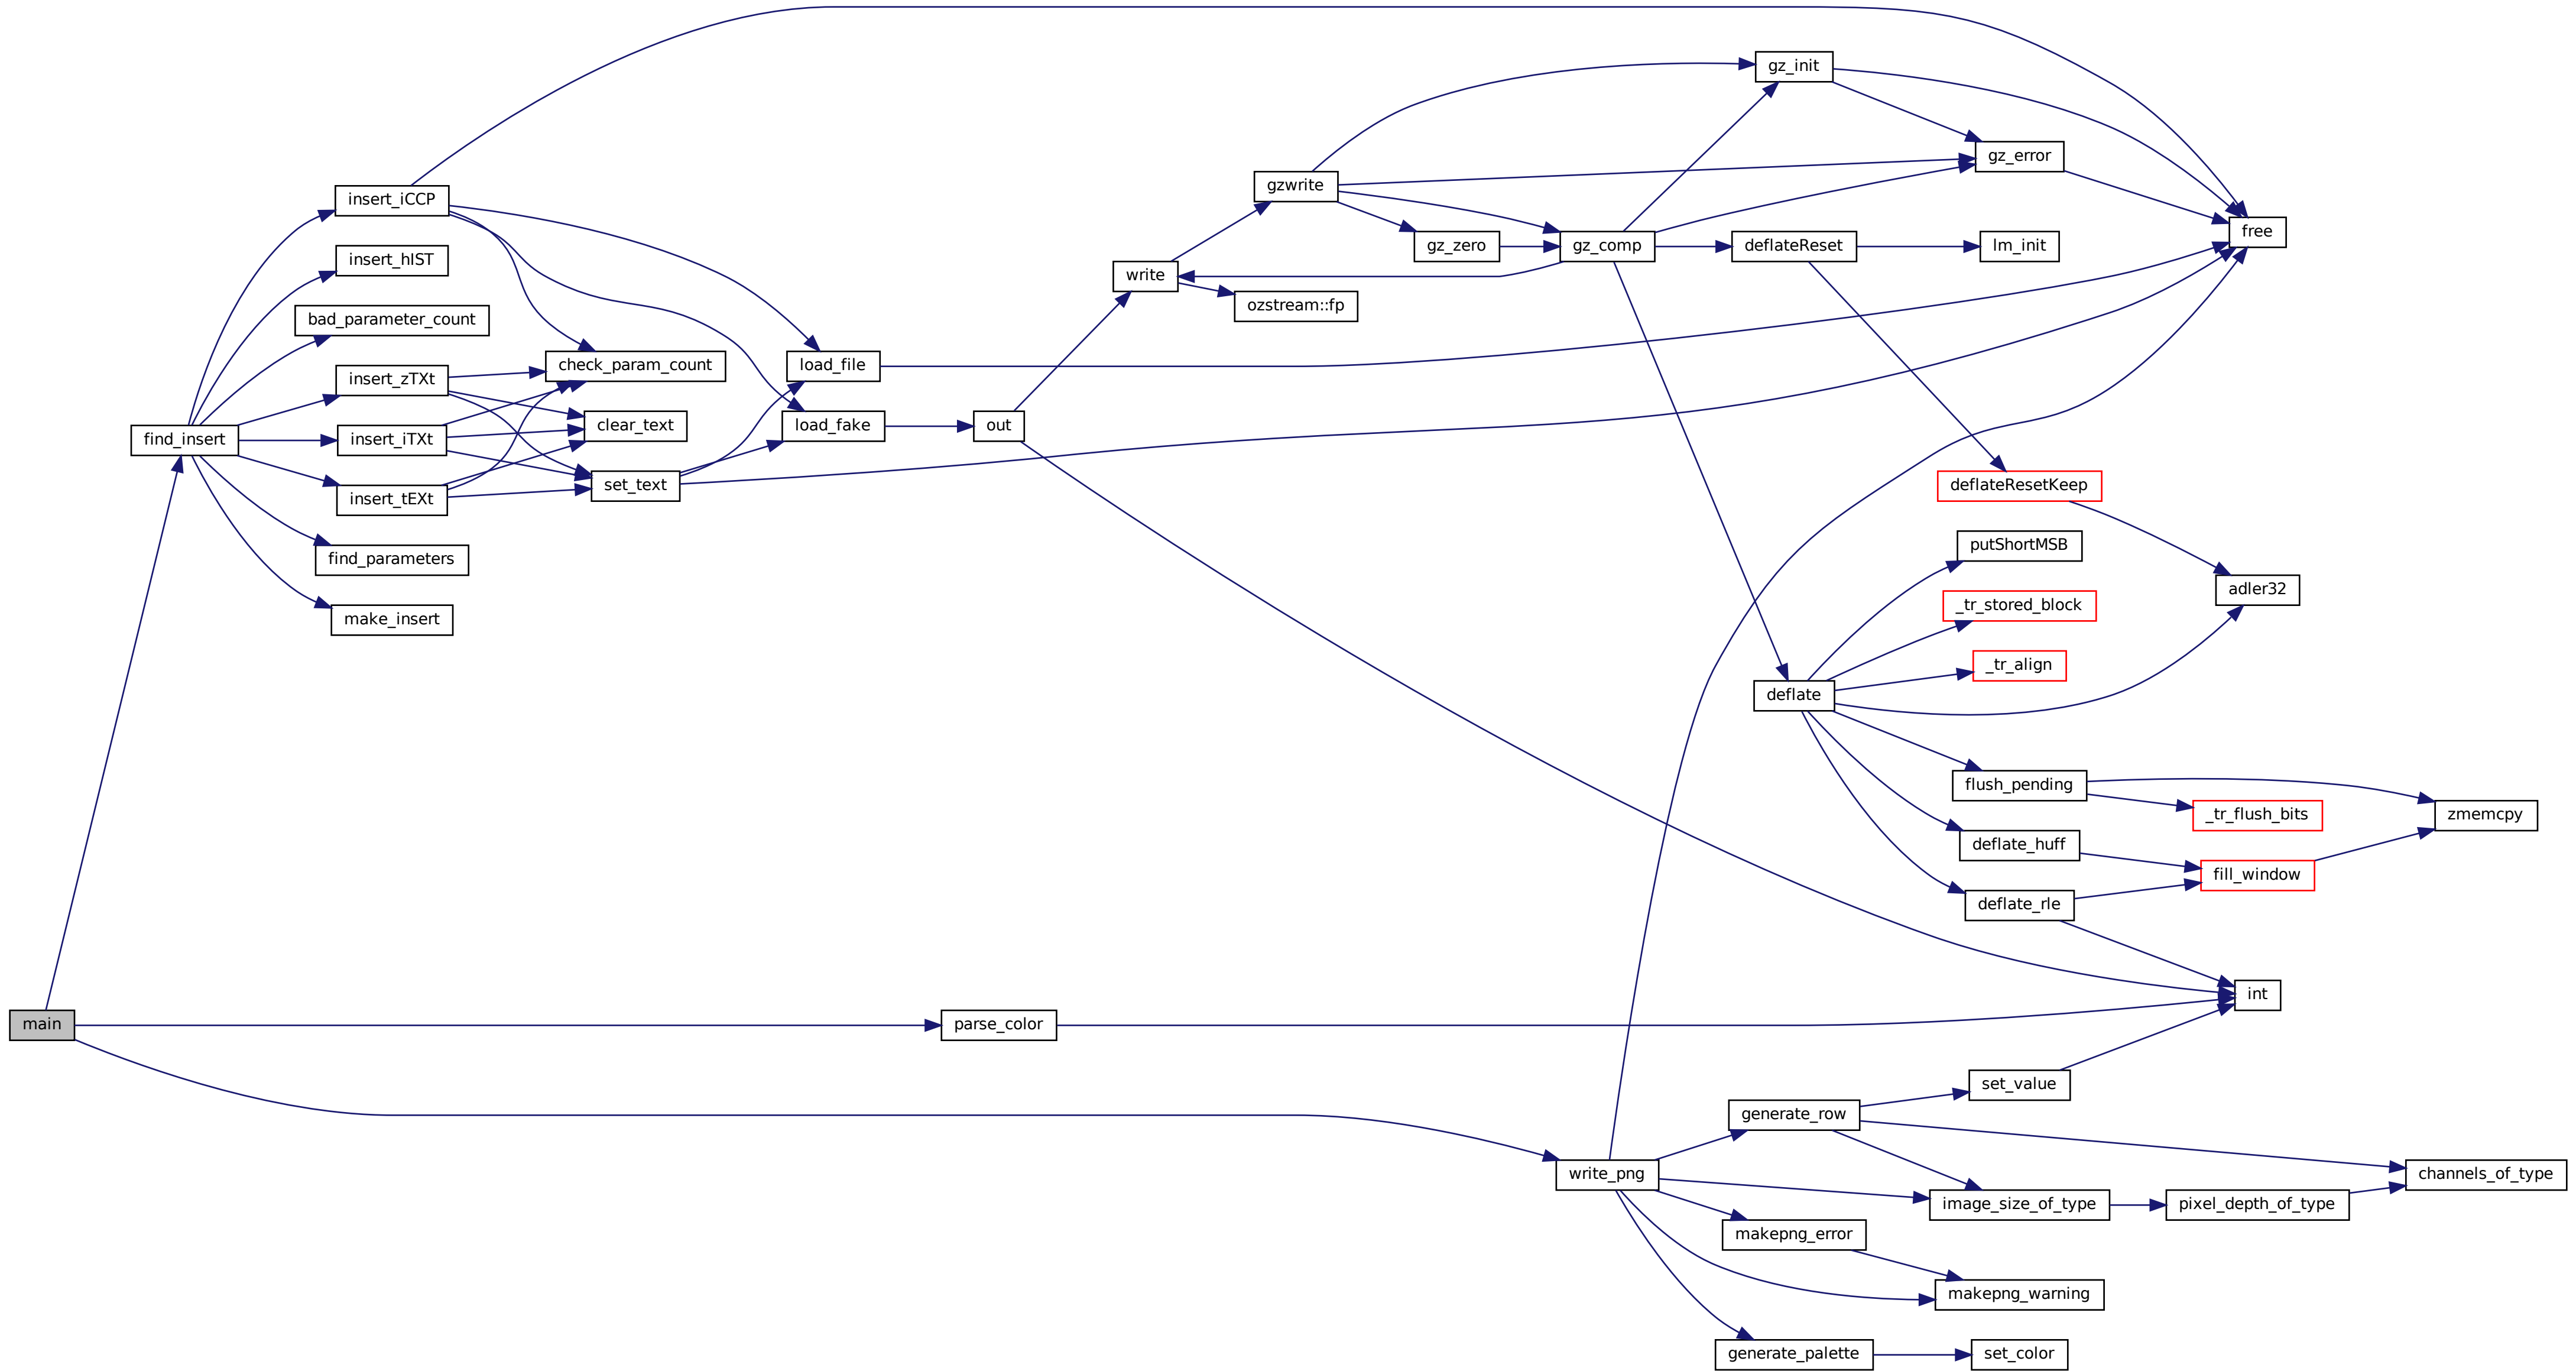 gz_init
gz_error
gzwrite
insert_iCCP
free
gz_zero
gz_comp
deflateReset
lm_init
insert_hIST
write
ozstream::fp
bad_parameter_count
check_param_count
load_file
insert_zTXt
clear_text
load_fake
out
find_insert
insert_iTXt
set_text
insert_tEXt
deflateResetKeep
find_parameters
putShortMSB
adler32
make_insert
_tr_stored_block
_tr_align
deflate
flush_pending
_tr_flush_bits
zmemcpy
deflate_huff
fill_window
deflate_rle
int
main
parse_color
set_value
generate_row
write_png
channels_of_type
image_size_of_type
pixel_depth_of_type
makepng_error
makepng_warning
generate_palette
set_color